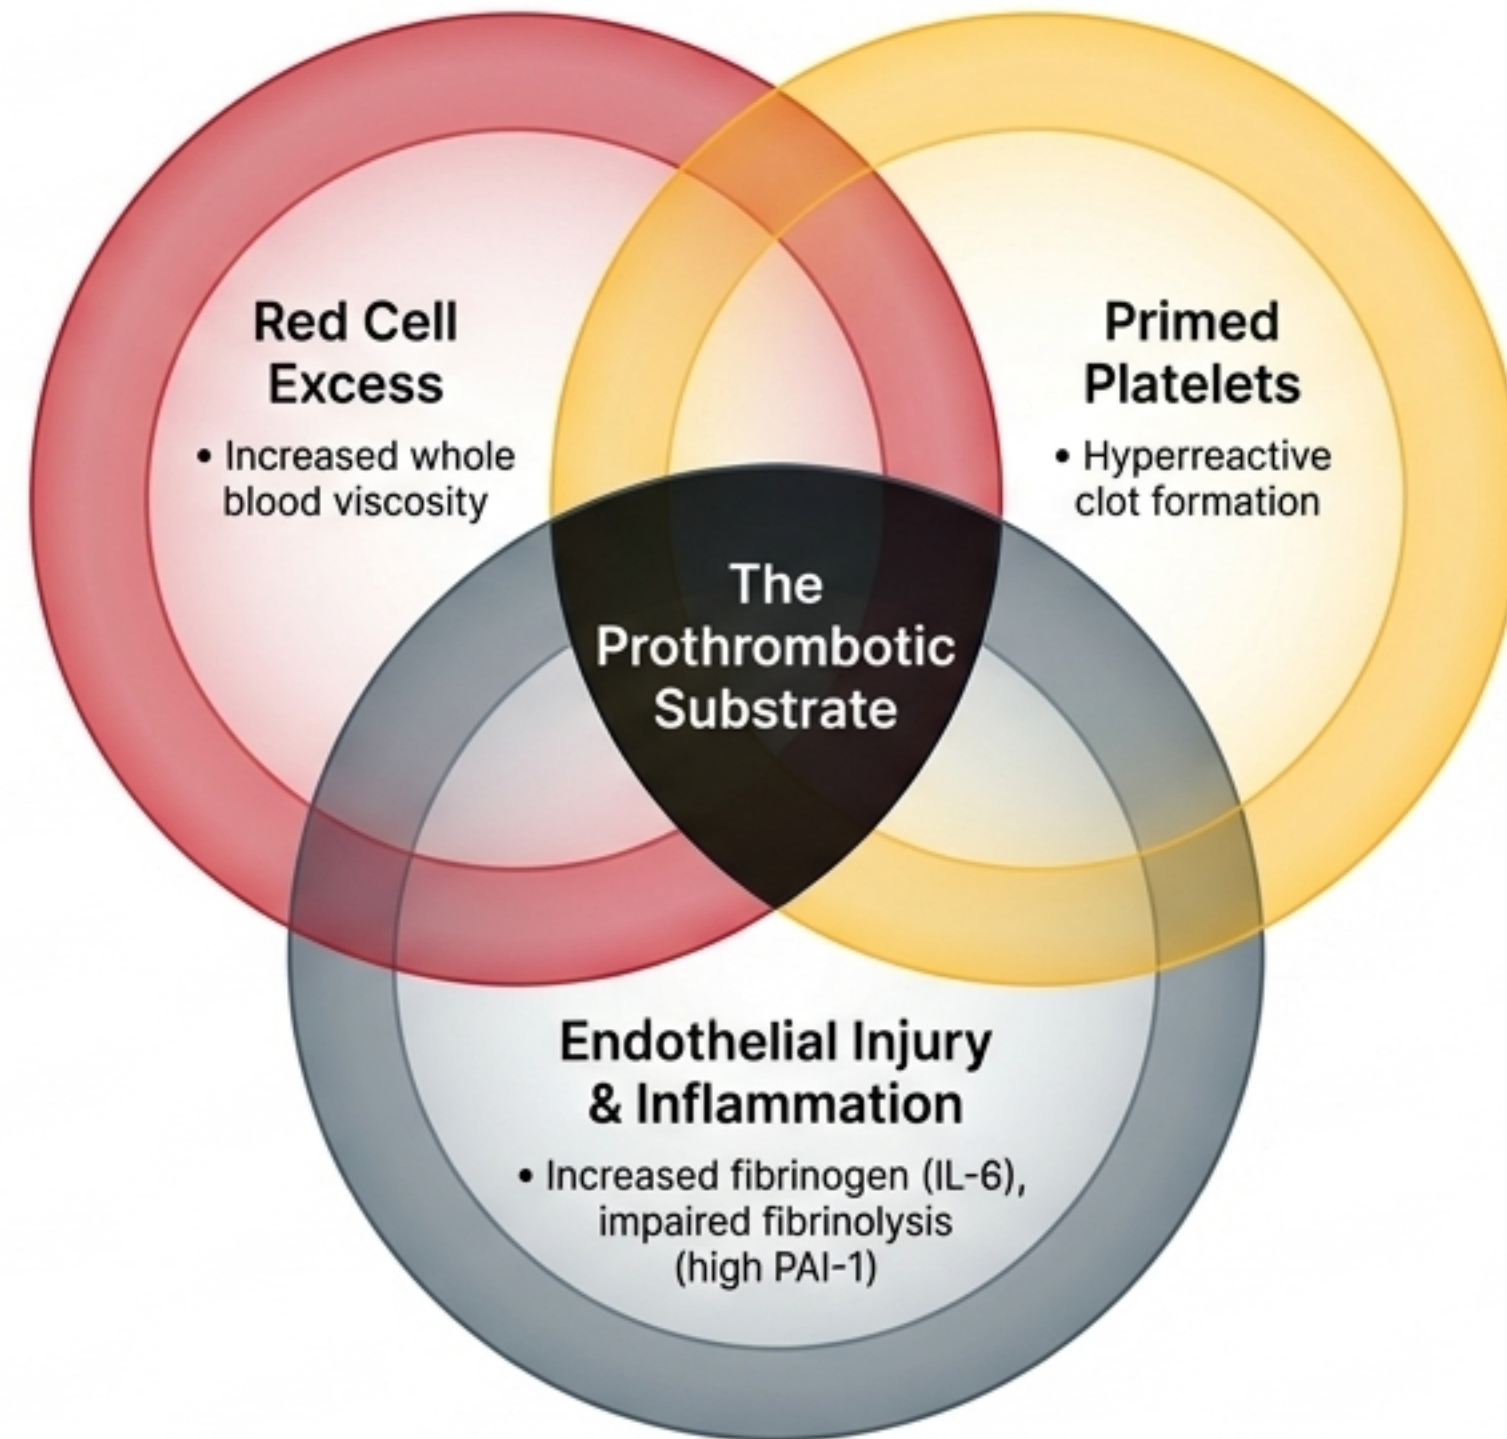 Red Cell
Excess
• Increased whole
blood viscosity
Primed
Platelets
• Hyperreactive
clot formation
The
Prothrombotic
Substrate
Endothelial Injury
& Inflammation
• Increased fibrinogen (IL-6),
impaired fibrinolysis
(high PAI-1)